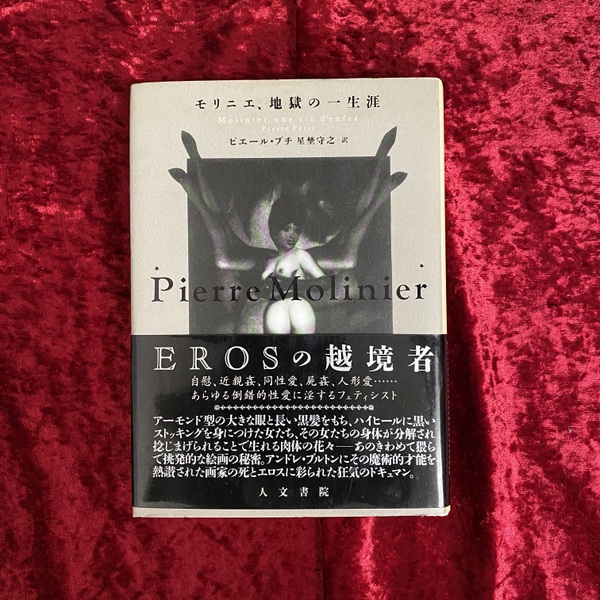 モリニエ、地獄の一生涯
Molinier, une vie d'enfer
Pierre Petit
ピエール・プチ 星埜守之・訳
Pierre Molinier
EROSの越境者
自慰、近親姦、同性愛、屍姦、人形愛……
あらゆる倒錯的性愛に淫するフェティシスト
アーモンド型の大きな眼と長い黒髪をもち、ハイヒールに黒い
ストッキングを身につけた女たち、その女たちの身体が分解され
捻じまげられることで生れる肉体の花々──あのきわめて猥ら
で挑発的な絵画の秘密。アンドレ・ブルトンにその魔術的才能を
熱讃された画家の死とエロスに彩られた狂気のドキュマン。
人文書院